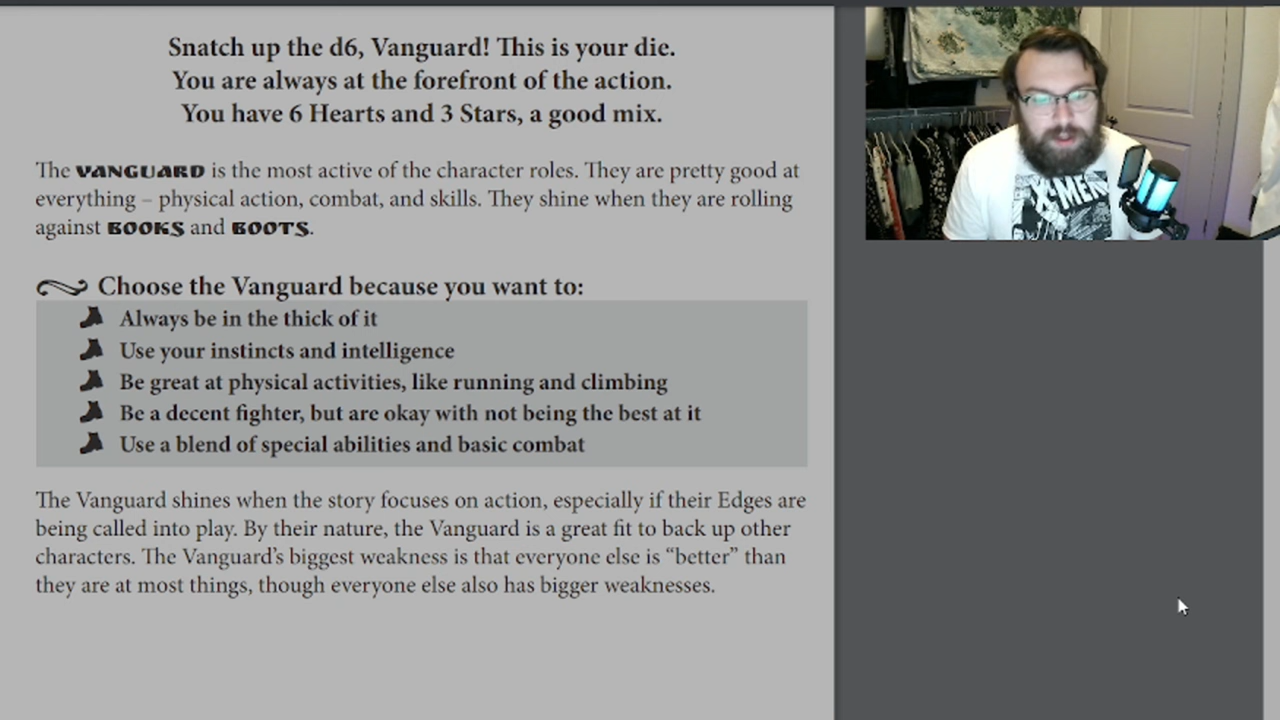 Snatch up the d6, Vanguard! This is your die.
You are always at the forefront of the action.
You have 6 Hearts and 3 Stars, a good mix.
The VANGUARD is the most active of the character roles. They are pretty good at
everything – physical action, combat, and skills. They shine when they are rolling
against BOOKS and BOOTS.
Choose the Vanguard because you want to:
Always be in the thick of it
Use your instincts and intelligence
Be great at physical activities, like running and climbing
Be a decent fighter, but are okay with not being the best at it
Use a blend of special abilities and basic combat
The Vanguard shines when the story focuses on action, especially if their Edges are
being called into play. By their nature, the Vanguard is a great fit to back up other
characters. The Vanguard’s biggest weakness is that everyone else is “better” than
they are at most things, though everyone else also has bigger weaknesses.
X-MEN